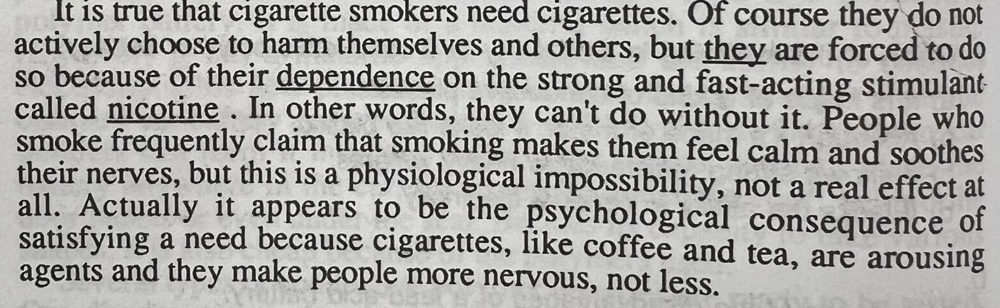 It is true that cigarette smokers need cigarettes. Of course they do not
actively choose to harm themselves and others, but they are forced to do
so because of their dependence on the strong and fast-acting stimulant
called nicotine . In other words, they can't do without it. People who
smoke frequently claim that smoking makes them feel calm and soothes
their nerves, but this is a physiological impossibility, not a real effect at
all. Actually it appears to be the psychological consequence of
satisfying a need because cigarettes, like coffee and tea, are arousing
agents and they make people more nervous, not less.